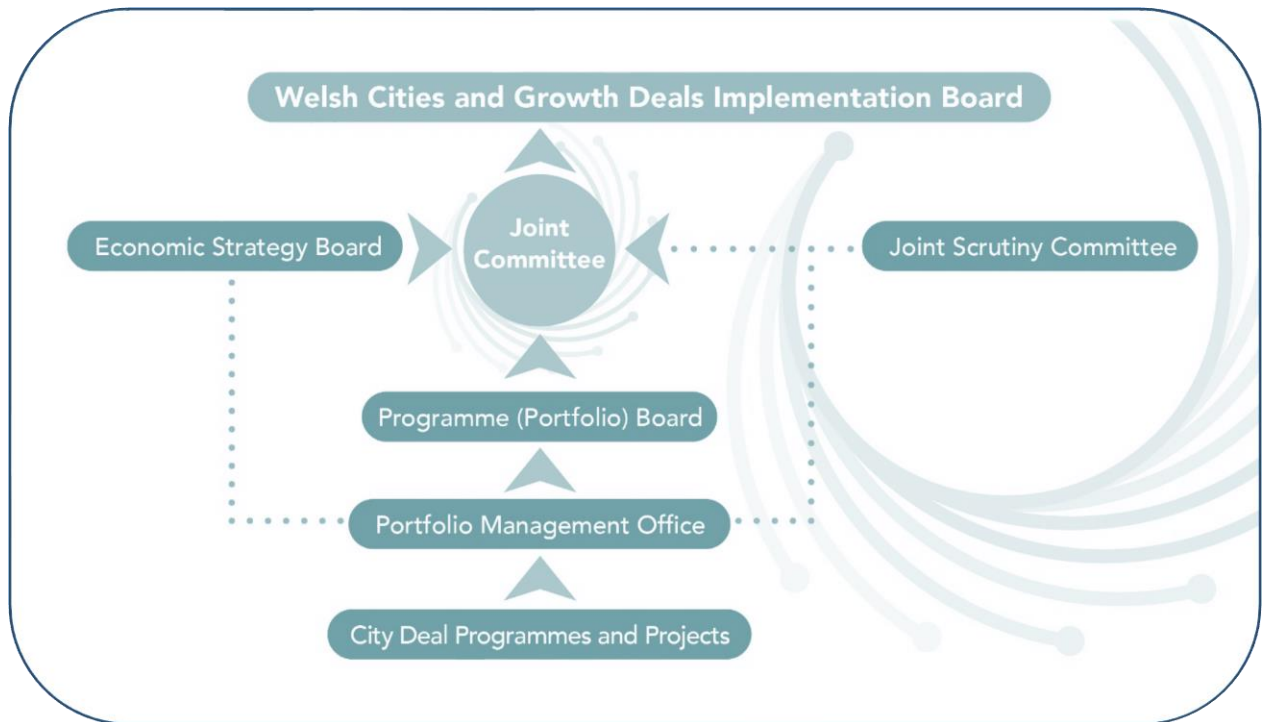 Welsh Cities and Growth Deals Implementation Board
Joint
Committee
Economic Strategy Board
Joint Scrutiny Committee
Programme (Portfolio) Board
Portfolio Management Office
City Deal Programmes and Projects